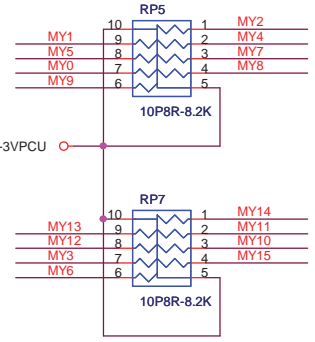 RP5
10 1 MY2
MY1 9 2 MY4
MY5 8 3 MY7
MY0 7 4 MY8
MY9 6 5
10P8R-8.2K
-3VPCU
RP7
10 1 MY14
MY13 9 2 MY11
MY12 8 3 MY10
MY3 7 4 MY15
MY6 6 5
10P8R-8.2K